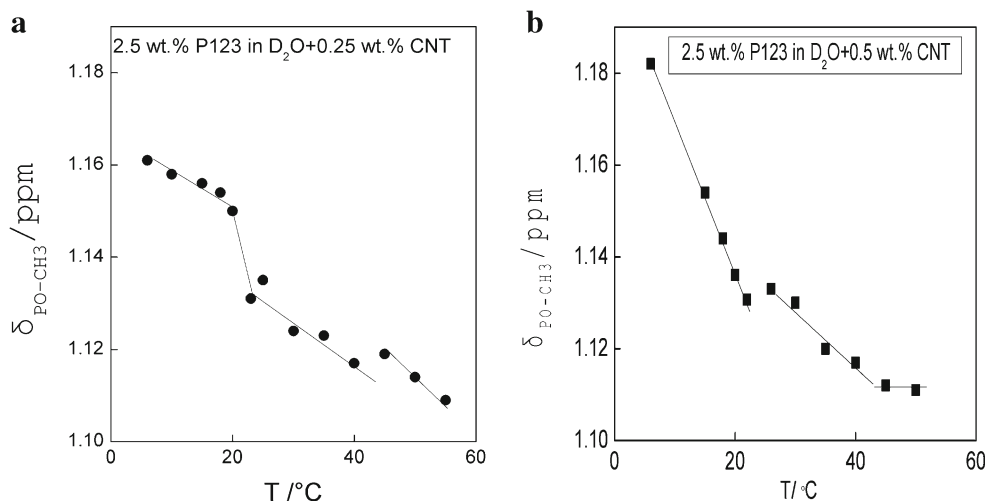 a
2.5 wt.% P123 in D₂O+0.25 wt.% CNT
1.18
1.16
1.14
1.12
1.10
0
20
40
60
δPO-CH3/ppm
T /°C
b
2.5 wt.% P123 in D₂O+0.5 wt.% CNT
1.18
1.16
1.14
1.12
1.10
0
20
40
60
δPO-CH3/ppm
T/°C